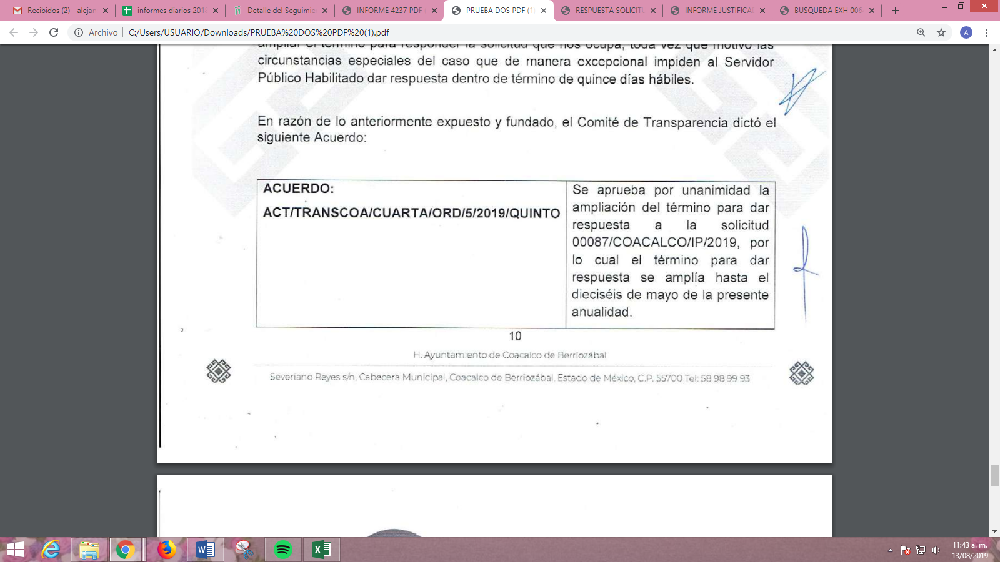 Recibidos (2) - alejan
informes diarios 2018
Detalle del Seguimie
INFORME 4237 PDF (
PRUEBA DOS PDF (1)
RESPUESTA SOLICITU
INFORME JUSTIFICA
BUSQUEDA EXH 006
Archivo
C:/Users/USUARIO/Downloads/PRUEBA%20DOS%20PDF%20(1).pdf
A
ampliar el término para responder la solicitud que nos ocupa, toda vez que motivo las
circunstancias especiales del caso que de manera excepcional impiden al Servidor
Público Habilitado dar respuesta dentro de término de quince días hábiles.
En razón de lo anteriormente expuesto y fundado, el Comité de Transparencia dictó el
siguiente Acuerdo:
ACUERDO:
ACT/TRANSCOA/CUARTA/ORD/5/2019/QUINTO
Se aprueba por unanimidad la
ampliación del término para dar
respuesta a la solicitud
00087/COACALCO/IP/2019, por
lo cual el término para dar
respuesta se amplía hasta el
dieciséis de mayo de la presente
anualidad.
10
H. Ayuntamiento de Coacalco de Berriozábal
Severiano Reyes s/n, Cabecera Municipal, Coacalco de Berriozábal, Estado de México, C.P. 55700 Tel: 58 98 99 93
11:43 a. m.
13/08/2019